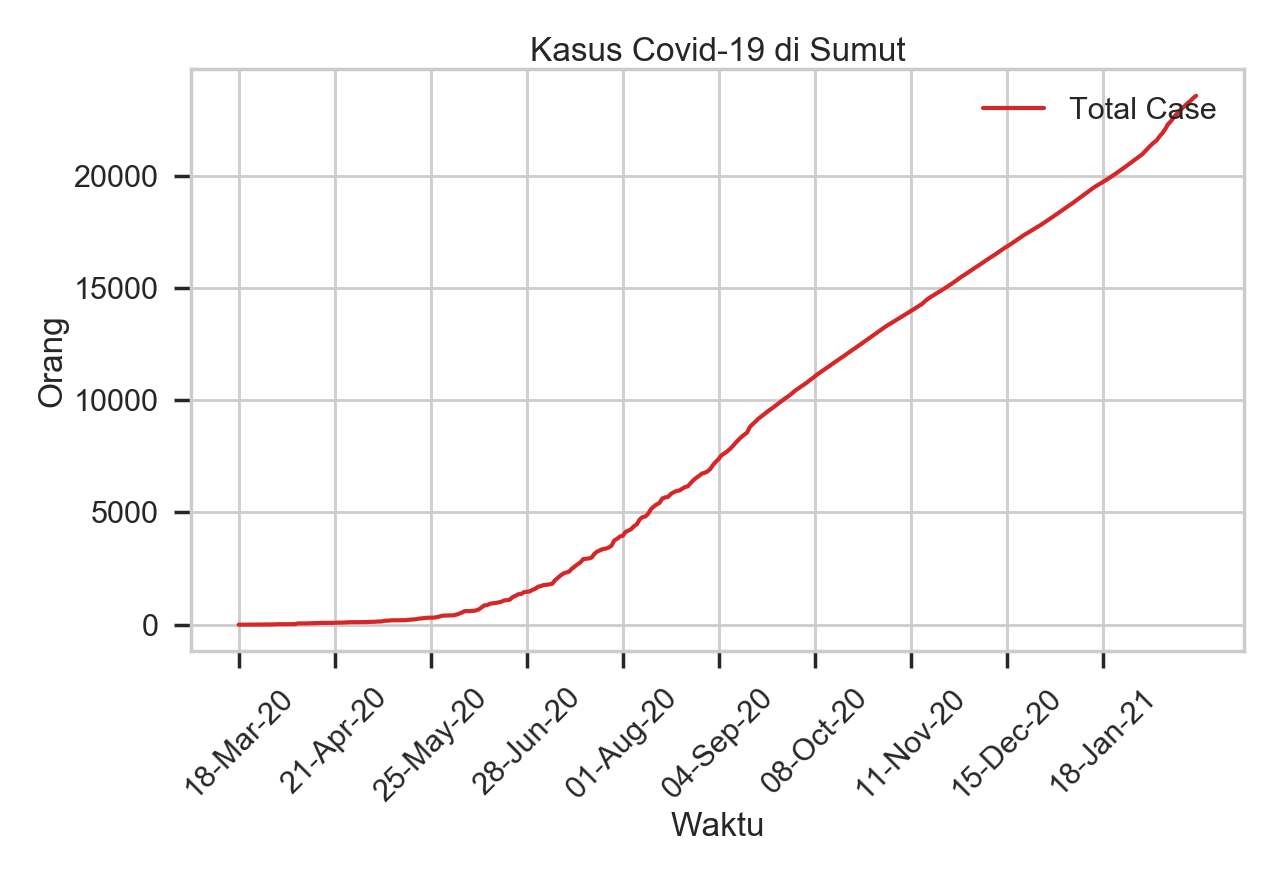 Kasus Covid-19 di Sumut
Total Case
20000
15000
10000
5000
0
Orang
18-Mar-20
21-Apr-20
25-May-20
28-Jun-20
01-Aug-20
04-Sep-20
08-Oct-20
11-Nov-20
15-Dec-20
18-Jan-21
Waktu